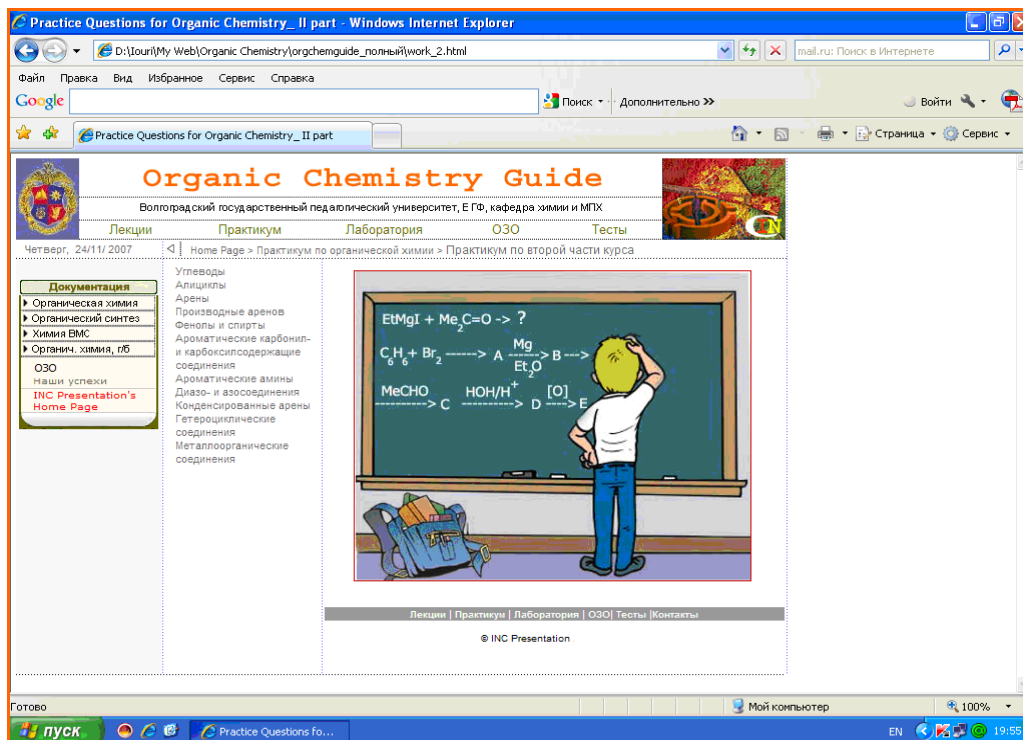 Practice Questions for Organic Chemistry_ II part - Windows Internet Explorer
D:\Iouri\My Web\Organic Chemistry\orgchemguide_полный\work_2.html
mail.ru: Поиск в Интернете
Файл Правка Вид Избранное Сервис Справка
Google Поиск Дополнительно >> Войти
Practice Questions for Organic Chemistry_ II part
Страница Сервис
Organic Chemistry Guide
Волгоградский государственный педагогический университет, ЕГФ, кафедра химии и МПХ
Лекции Практикум Лаборатория ОЗО Тесты
Четверг, 24/11/ 2007
Home Page > Практикум по органической химии > Практикум по второй части курса
Документация
Органическая химия
Органический синтез
Химия ВМС
Органич. химия, г/б
ОЗО
Наши успехи
INC Presentation's
Home Page
Углеводы
Алициклы
Арены
Производные аренов
Фенолы и спирты
Ароматические карбонил-
и карбоксилсодержащие
соединения
Ароматические амины
Диазо- и азосоединения
Конденсированные арены
Гетероциклические
соединения
Металлоорганические
соединения
EtMgI + Me2C=O -> ?
C6H6 + Br2 ------> A Mg -----> Et2O B --->
MeCHO ----------> C HOH/H+ ----------> D [O] ----> E
Лекции | Практикум | Лаборатория | ОЗО| Тесты |Контакты
© INC Presentation
Готово
Мой компьютер
100%
пуск
Practice Questions fo...
EN
19:55